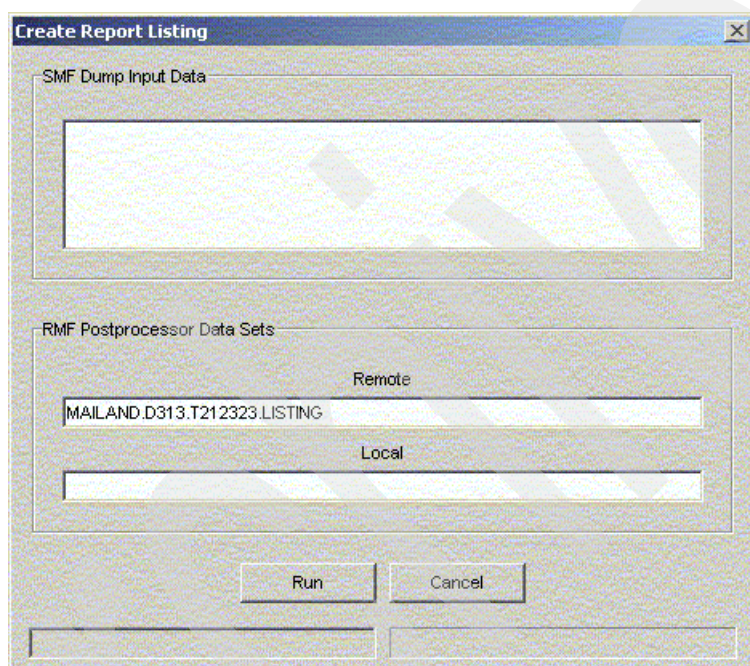 Create Report Listing
SMF Dump Input Data
RMF Postprocessor Data Sets
Remote
MAILAND.D313.T212323.LISTING
Local
Run Cancel